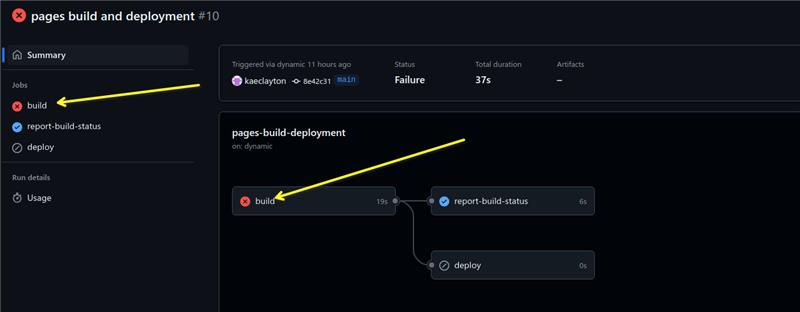 pages build and deployment #10
Summary
Jobs
build
report-build-status
deploy
Run details
Usage
Triggered via dynamic 11 hours ago
kaeclayton 8e42c31 main
Status
Failure
Total duration
37s
Artifacts
–
pages-build-deployment
on: dynamic
build 19s
report-build-status 6s
deploy 0s